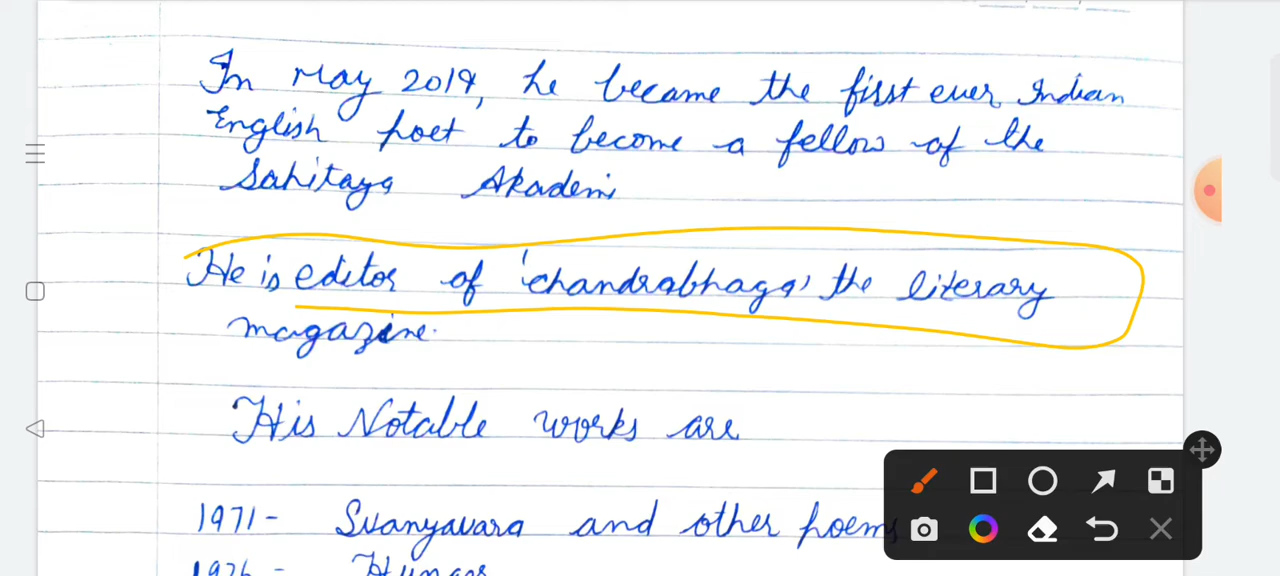 In May 2019, he became the first ever Indian
English poet to become a fellow of the
Sahitaya Akademi
He is editor of 'chandrabhaga' the literary
magazine.
His Notable works are
1971- Svanyavara and other poems
1976-